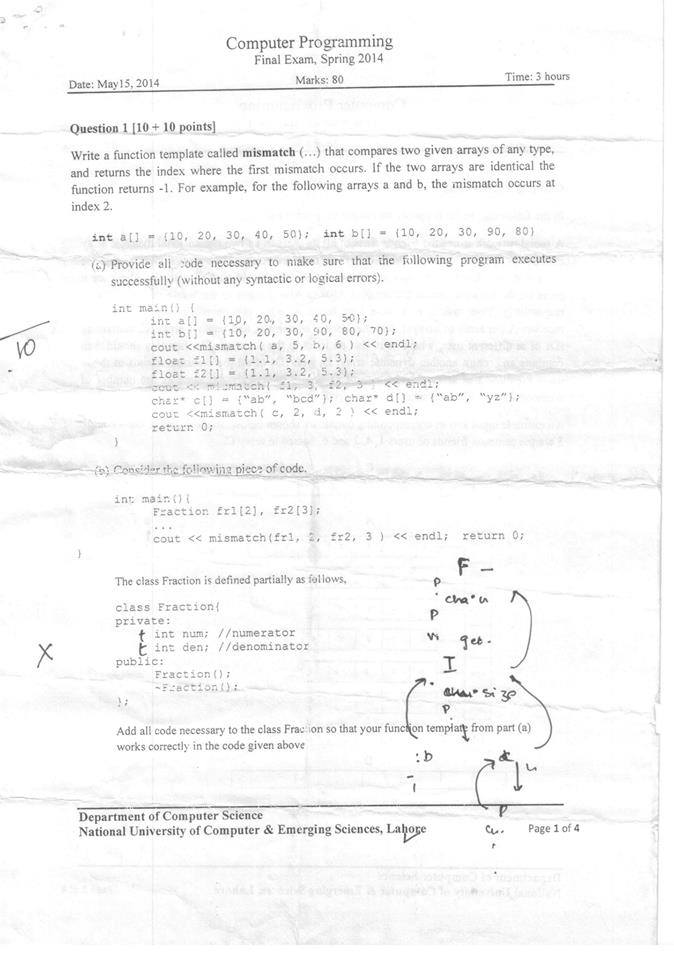 Computer Programming
Final Exam, Spring 2014
Date: May15, 2014 Marks: 80 Time: 3 hours
Question 1 [10 + 10 points]
Write a function template called mismatch (...) that compares two given arrays of any type,
and returns the index where the first mismatch occurs. If the two arrays are identical the
function returns -1. For example, for the following arrays a and b, the mismatch occurs at
index 2.
int a[] = {10, 20, 30, 40, 50}; int b[] = {10, 20, 30, 90, 80}
(a) Provide all code necessary to make sure that the following program executes
successfully (without any syntactic or logical errors).
int main() {
int a[] = {10, 20, 30, 40, 50};
int b[] = {10, 20, 30, 90, 80, 70};
cout <<mismatch( a, 5, b, 6 ) << endl;
float f1[] = {1.1, 3.2, 5.3};
float f2[] = {1.1, 3.2, 5.3};
cout << mismatch( f1, 3, f2, 3 ) << endl;
char* c[] = {"ab", "bcd"}; char* d[] = {"ab", "yz"};
cout <<mismatch( c, 2, d, 2 ) << endl;
return 0;
}
10
(b) Consider the following piece of code.
int main(){
Fraction fr1[2], fr2[3];
...
cout << mismatch(fr1, 2, fr2, 3 ) << endl; return 0;
}
The class Fraction is defined partially as follows,
class Fraction{
private:
int num; //numerator
int den; //denominator
public:
Fraction();
~Fraction();
};
X
F -
P
P
get.
I
char size
P
Add all code necessary to the class Fraction so that your function template from part (a)
works correctly in the code given above
:b
P
Department of Computer Science
National University of Computer & Emerging Sciences, Lahore Page 1 of 4